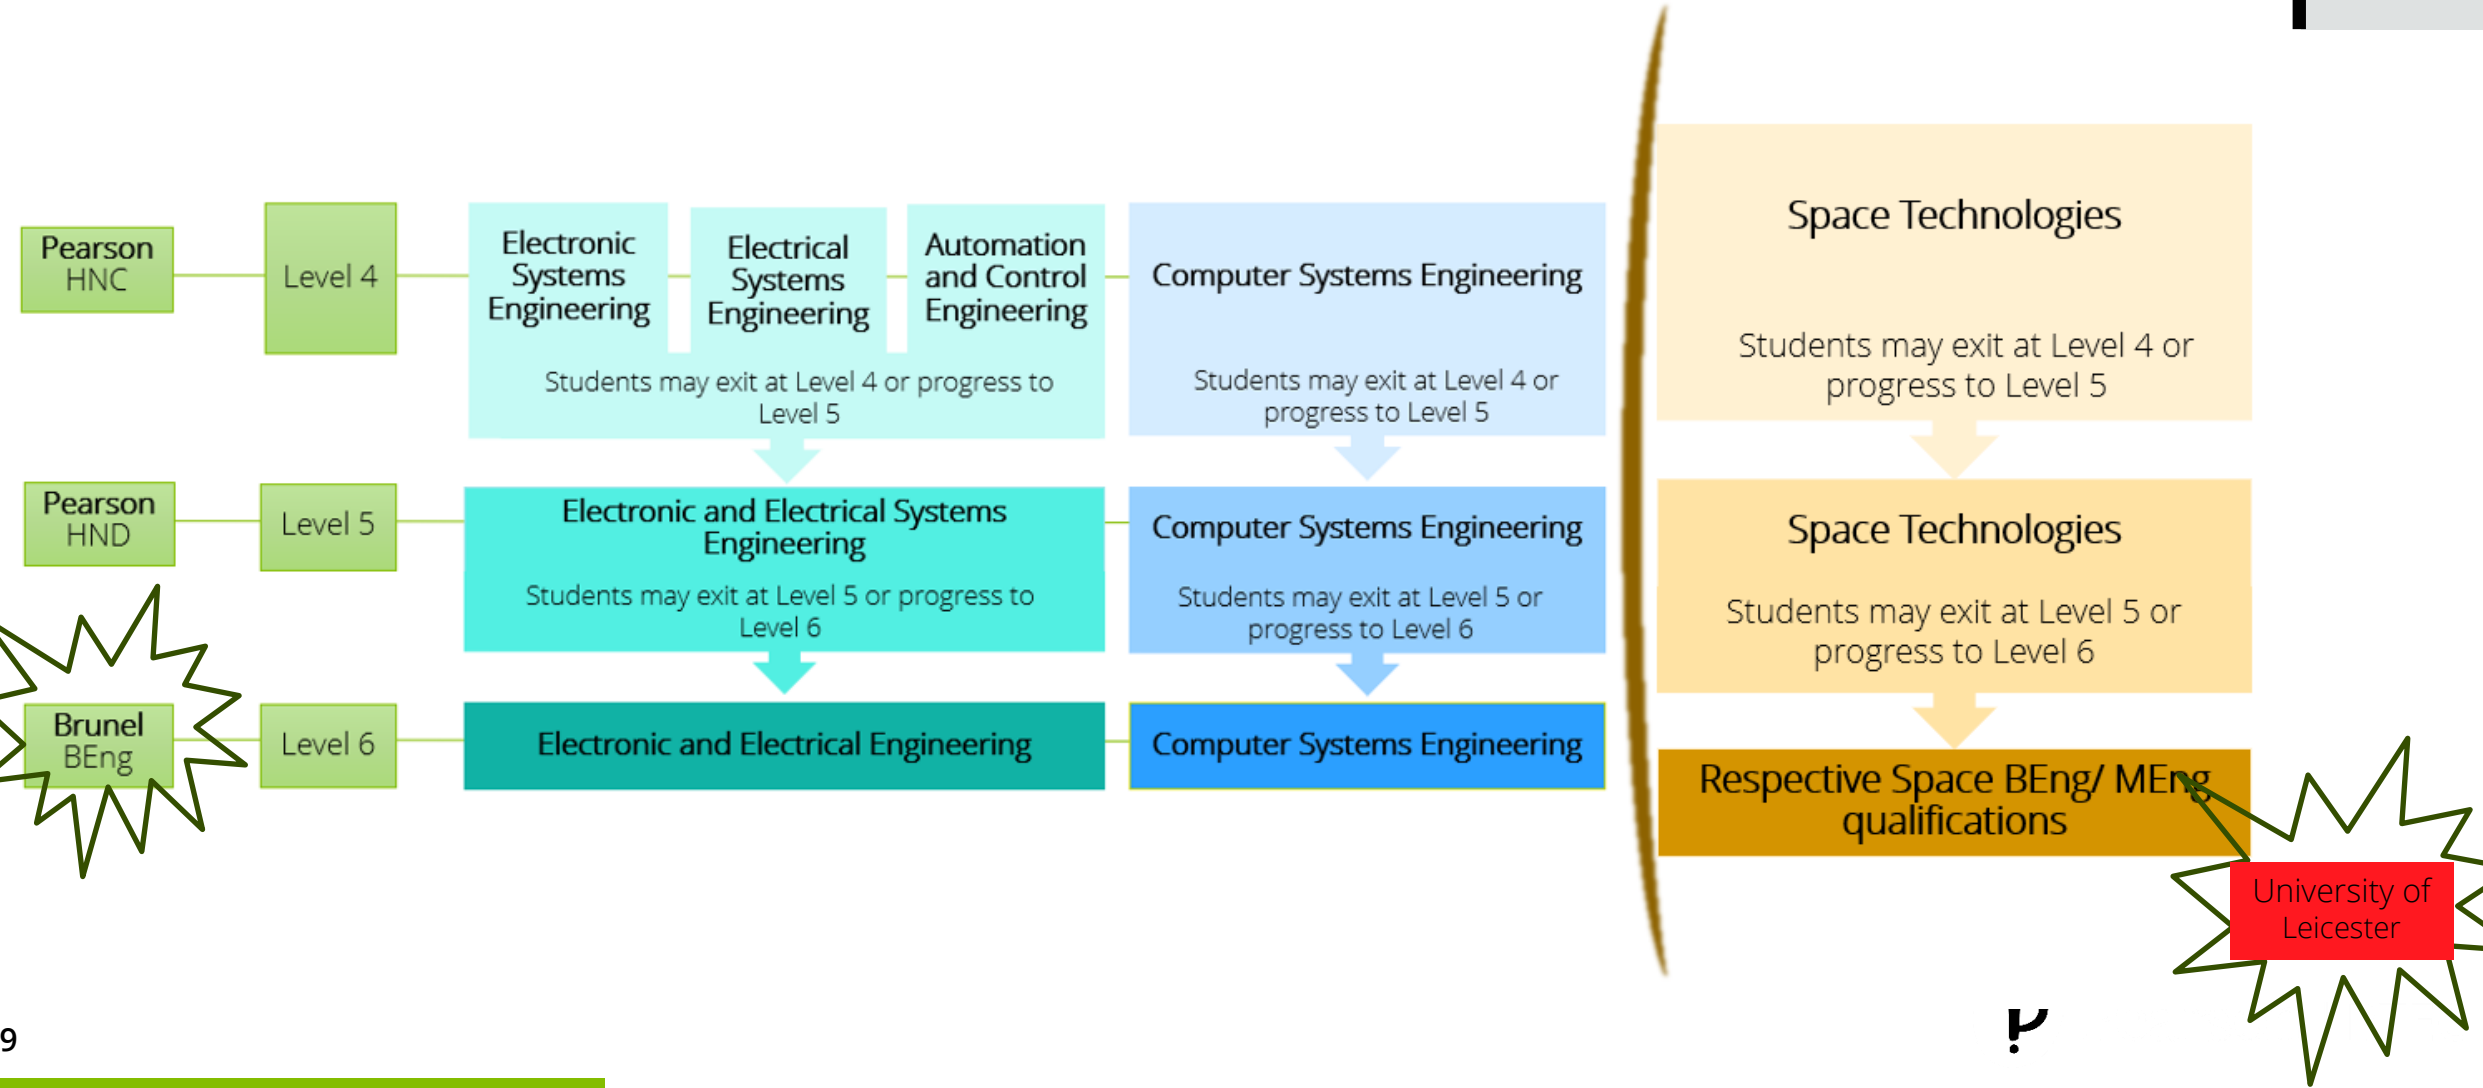 Pearson
HNC
Level 4
Electronic
Systems
Engineering
Electrical
Systems
Engineering
Automation
and Control
Engineering
Students may exit at Level 4 or progress to
Level 5
Computer Systems Engineering
Students may exit at Level 4 or
progress to Level 5
Space Technologies
Students may exit at Level 4 or
progress to Level 5
Pearson
HND
Level 5
Electronic and Electrical Systems
Engineering
Students may exit at Level 5 or progress to
Level 6
Computer Systems Engineering
Students may exit at Level 5 or
progress to Level 6
Space Technologies
Students may exit at Level 5 or
progress to Level 6
Brunel
BEng
Level 6
Electronic and Electrical Engineering
Computer Systems Engineering
Respective Space BEng/ MEng
qualifications
University of
Leicester
9